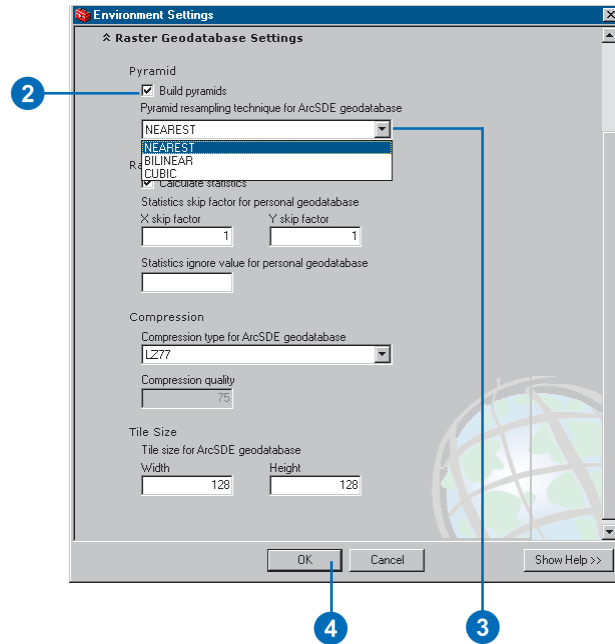 Environment Settings
Raster Geodatabase Settings
Pyramid
2
Build pyramids
Pyramid resampling technique for ArcSDE geodatabase
NEAREST
NEAREST
BILINEAR
CUBIC
Ra
Calculate statistics
Statistics skip factor for personal geodatabase
X skip factor Y skip factor
1 1
Statistics ignore value for personal geodatabase
Compression
Compression type for ArcSDE geodatabase
LZ77
Compression quality
75
Tile Size
Tile size for ArcSDE geodatabase
Width Height
128 128
OK Cancel Show Help >>
4 3